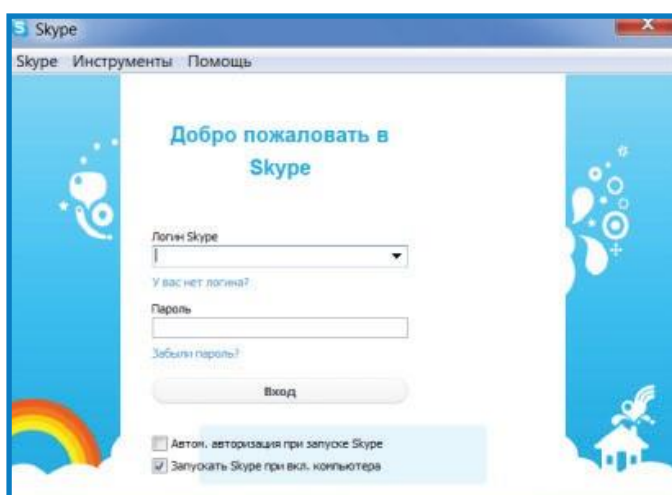 Skype
Skype Инструменты Помощь
Добро пожаловать в
Skype
Логин Skype
У вас нет логина?
Пароль
Забыли пароль?
Вход
Автом. авторизация при запуске Skype
Запускать Skype при вкл. компьютера